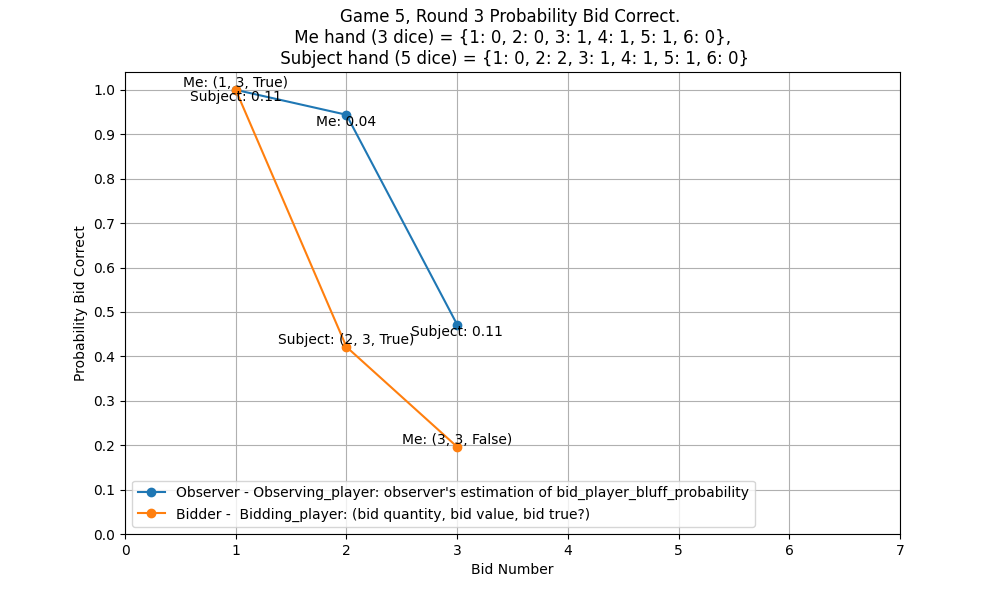 Game 5, Round 3 Probability Bid Correct.
Me hand (3 dice) = {1: 0, 2: 0, 3: 1, 4: 1, 5: 1, 6: 0},
Subject hand (5 dice) = {1: 0, 2: 2, 3: 1, 4: 1, 5: 1, 6: 0}
Probability Bid Correct
1.0
0.9
0.8
0.7
0.6
0.5
0.4
0.3
0.2
0.1
0.0
Me: (1, 3, True)
Subject: 0.11
Me: 0.04
Subject: 0.11
Subject: (2, 3, True)
Me: (3, 3, False)
Observer - Observing_player: observer's estimation of bid_player_bluff_probability
Bidder -  Bidding_player: (bid quantity, bid value, bid true?)
0 1 2 3 4 5 6 7
Bid Number